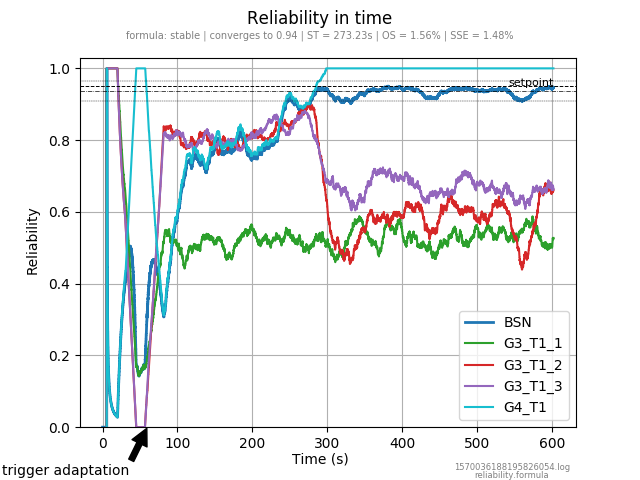 Reliability in time
formula: stable | converges to 0.94 | ST = 273.23s | OS = 1.56% | SSE = 1.48%
1.0
0.8
0.6
0.4
0.2
0.0
Reliability
setpoint
BSN
G3_T1_1
G3_T1_2
G3_T1_3
G4_T1
0 100 200 300 400 500 600
Time (s)
trigger adaptation
1570036188195826054.log
reliability.formula